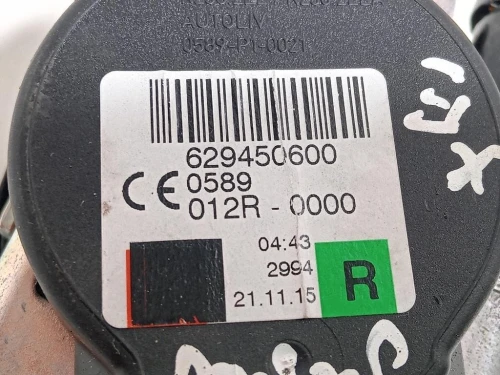 AUTOLIV
0589-P1-0021
629450600
CE 0589
012R - 0000
04:43
2994
21.11.15
R